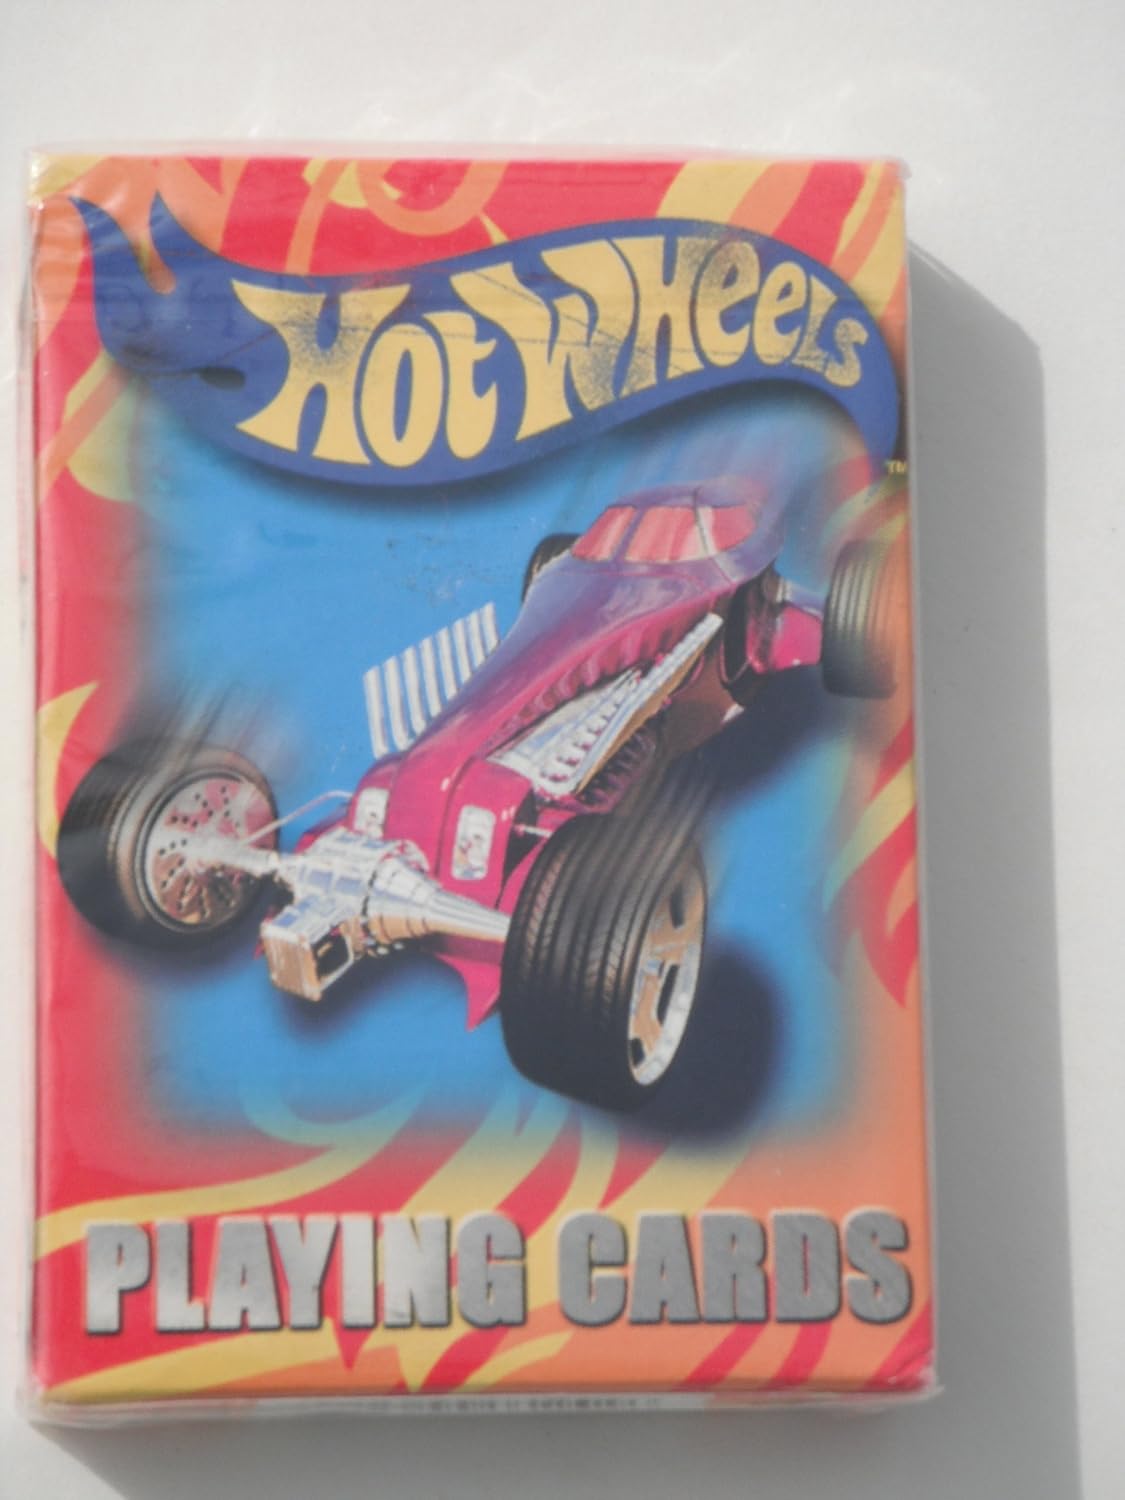 Hot Wheels
TM
PLAYING CARDS